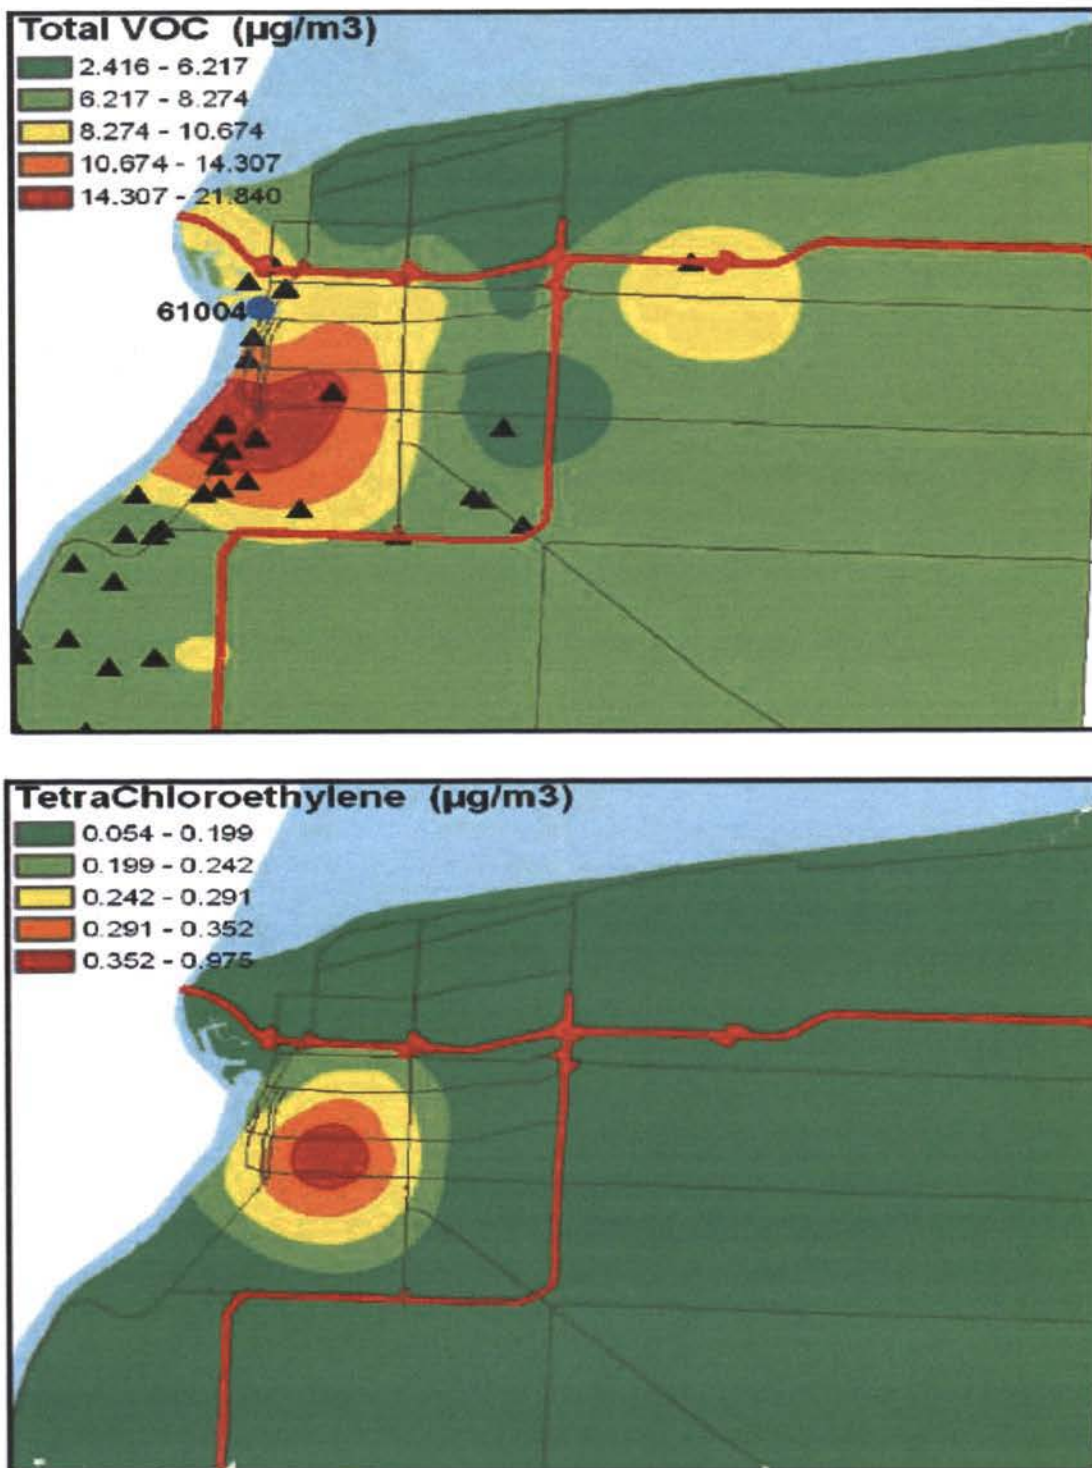 Total VOC (µg/m3)
2.416 - 6.217
6.217 - 8.274
8.274 - 10.674
10.674 - 14.307
14.307 - 21.840
61004
TetraChloroethylene (µg/m3)
0.054 - 0.199
0.199 - 0.242
0.242 - 0.291
0.291 - 0.352
0.352 - 0.975